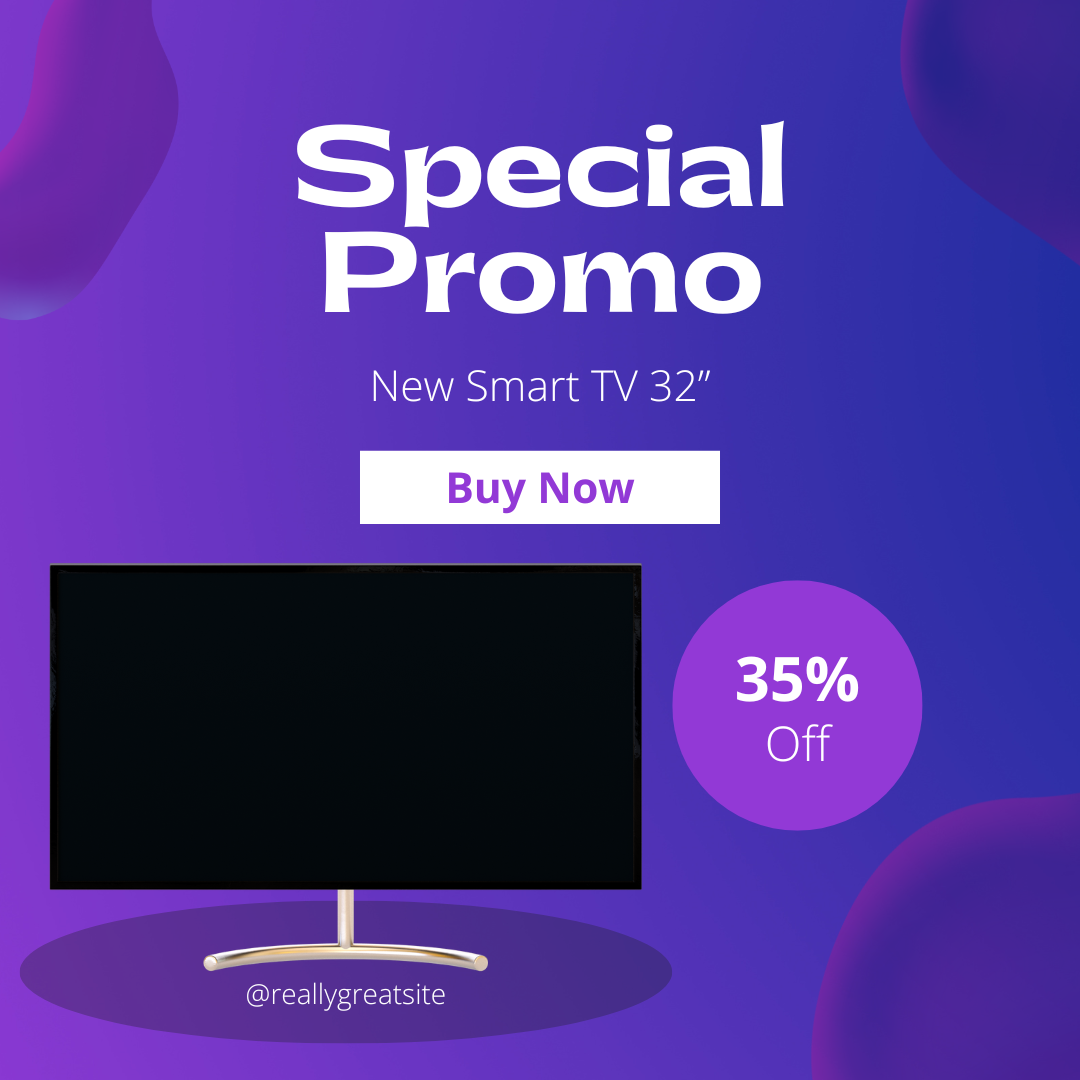 Special
Promo
New Smart TV 32”
Buy Now
35%
Off
@reallygreatsite